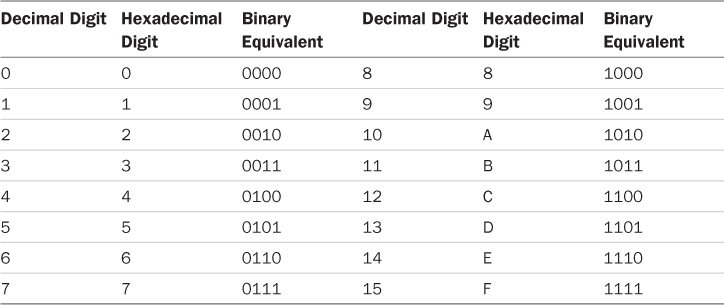 Decimal Digit Hexadecimal Digit Binary Equivalent Decimal Digit Hexadecimal Digit Binary Equivalent
0 0 0000 8 8 1000
1 1 0001 9 9 1001
2 2 0010 10 A 1010
3 3 0011 11 B 1011
4 4 0100 12 C 1100
5 5 0101 13 D 1101
6 6 0110 14 E 1110
7 7 0111 15 F 1111